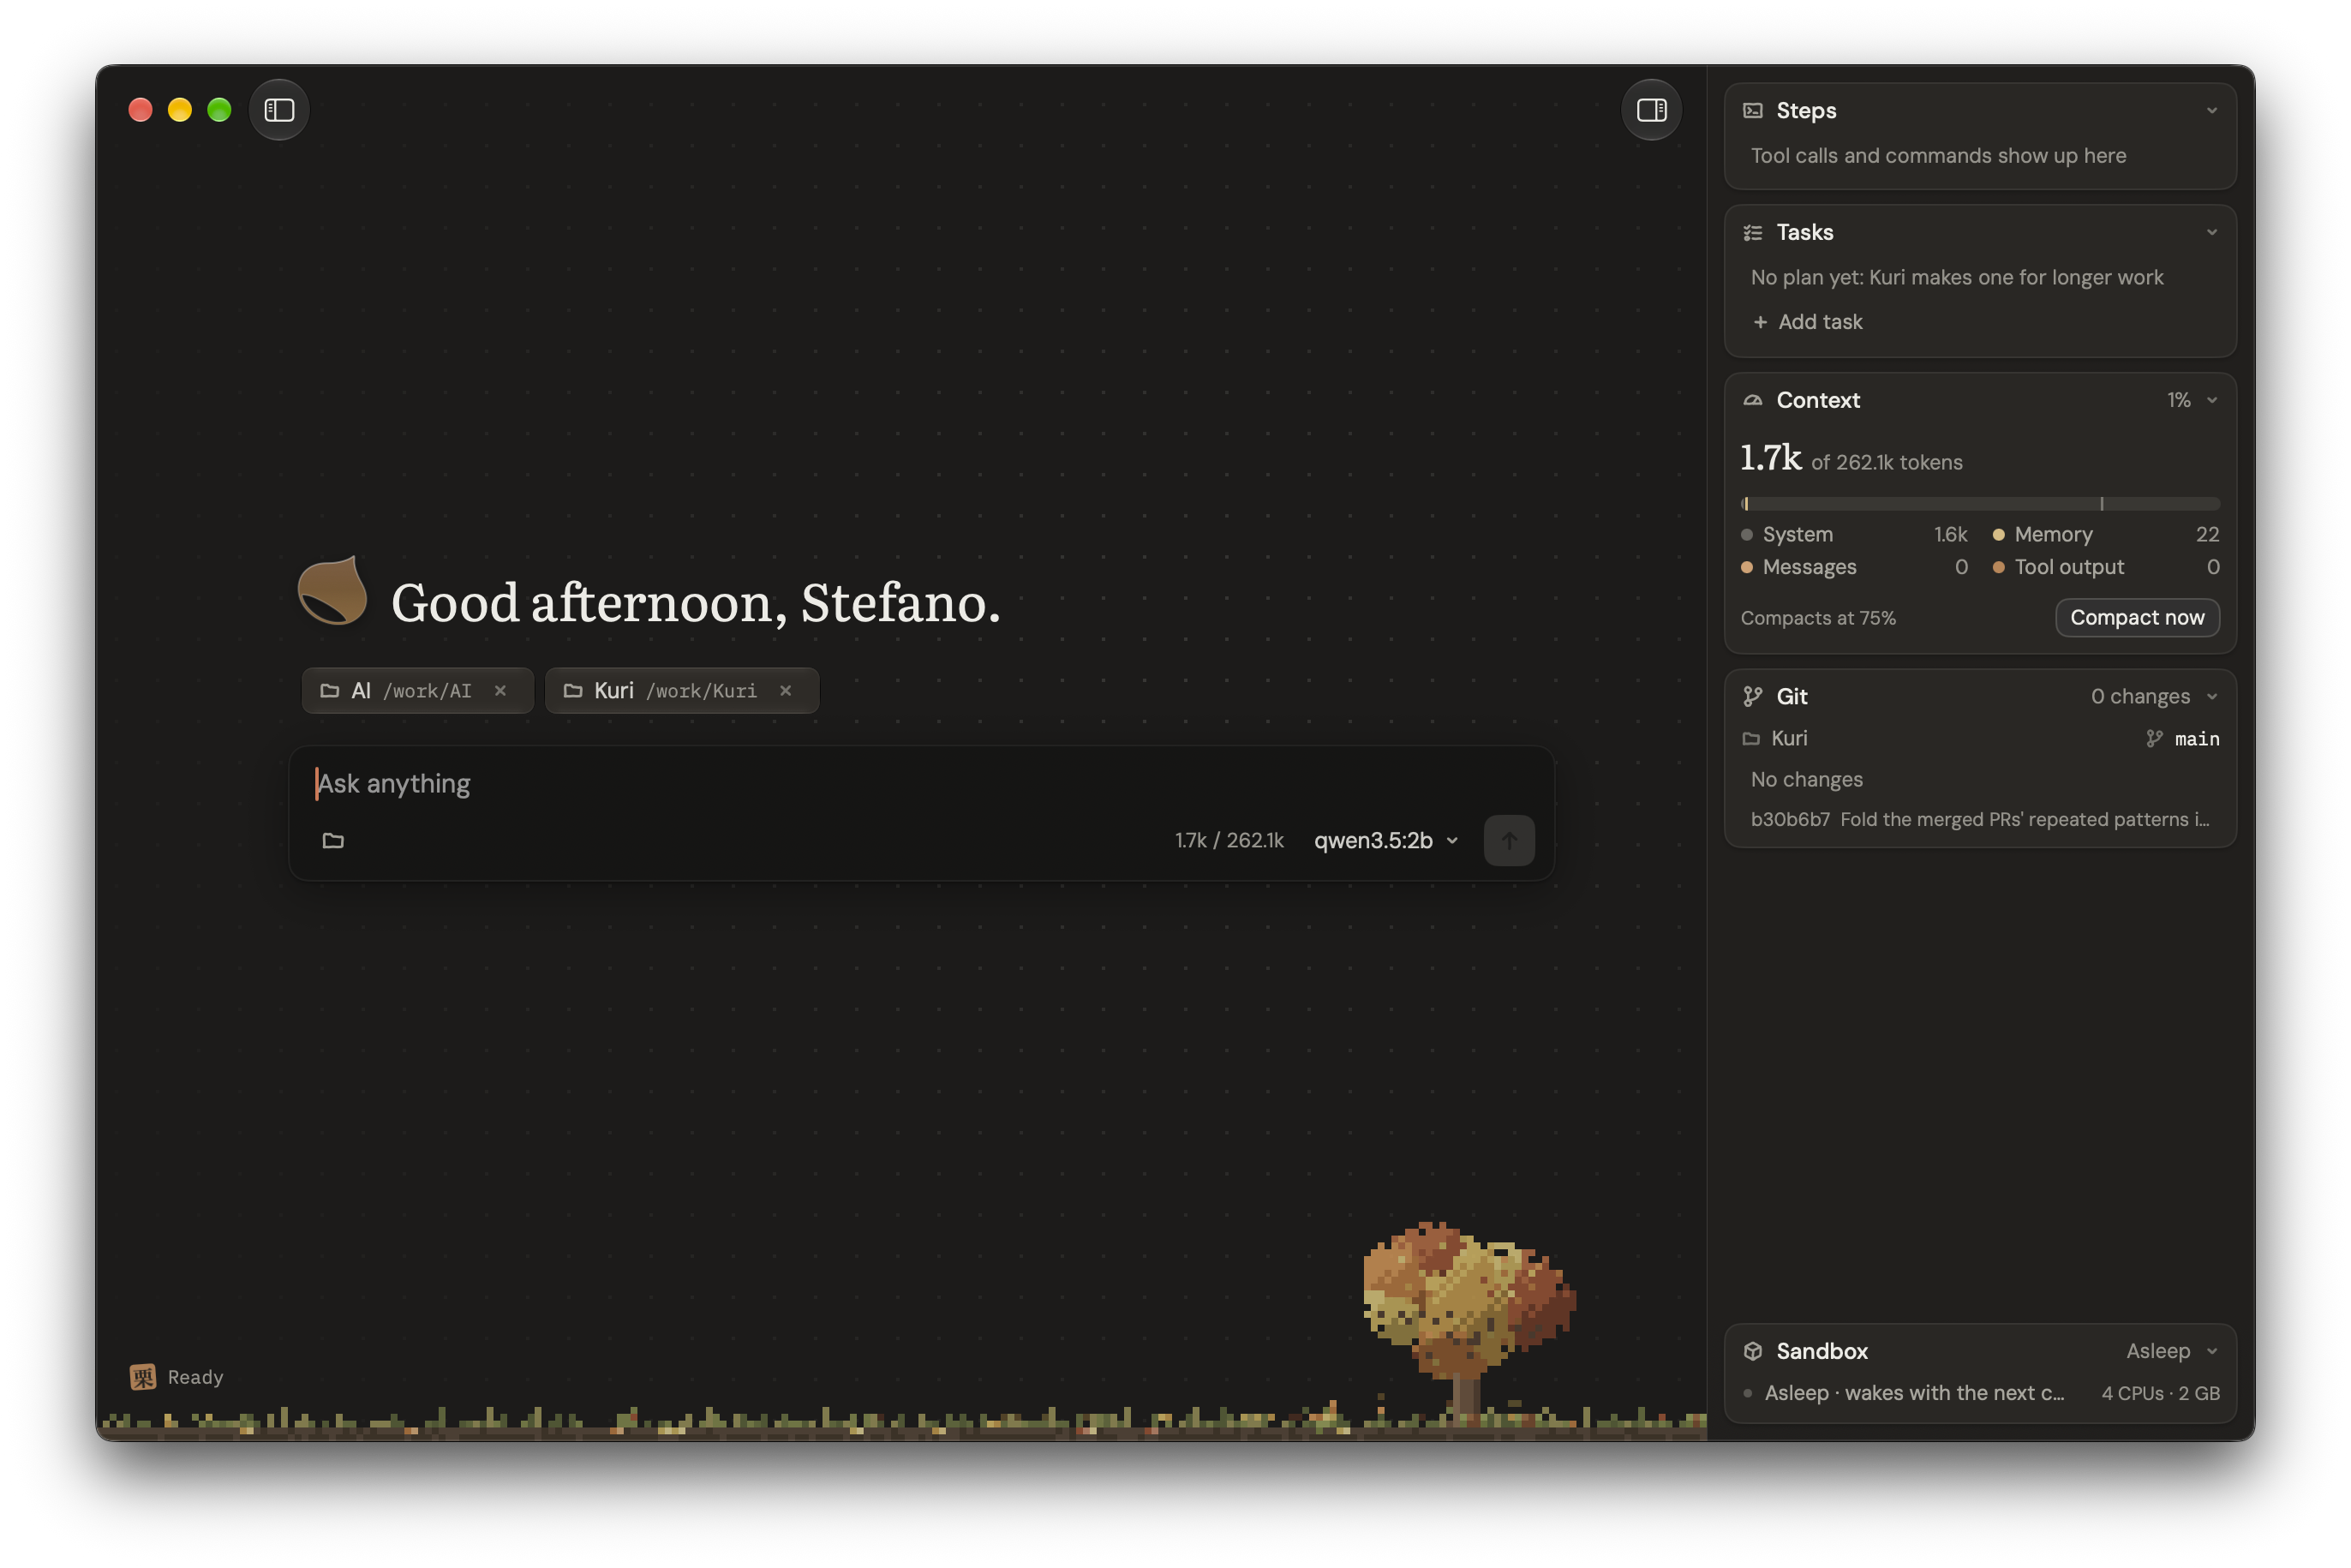 Good afternoon, Stefano.
AI /work/AI
Kuri /work/Kuri
Ask anything
1.7k / 262.1k qwen3.5:2b
栗 Ready
Steps
Tool calls and commands show up here
Tasks
No plan yet: Kuri makes one for longer work
+ Add task
Context 1%
1.7k of 262.1k tokens
System 1.6k Memory 22
Messages 0 Tool output 0
Compacts at 75% Compact now
Git 0 changes
Kuri main
No changes
b30b6b7 Fold the merged PRs' repeated patterns i...
Sandbox Asleep
Asleep · wakes with the next c... 4 CPUs · 2 GB